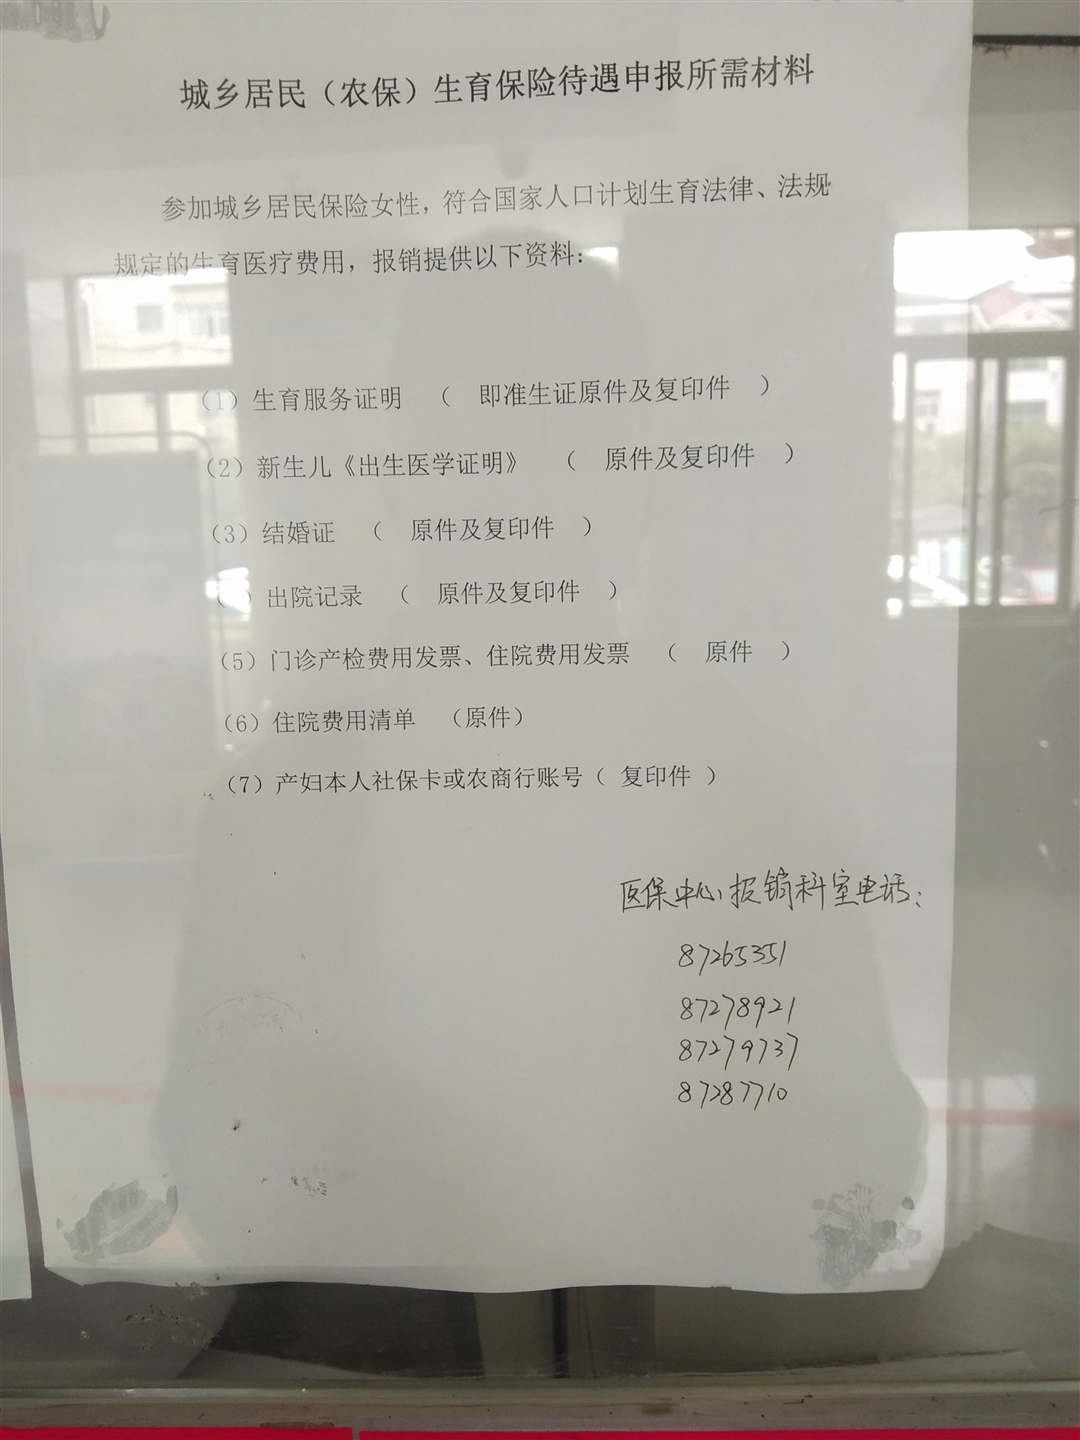 城乡居民（农保）生育保险待遇申报所需材料
参加城乡居民保险女性，符合国家人口计划生育法律、法规
规定的生育医疗费用，报销提供以下资料：
（1）生育服务证明　（　即准生证原件及复印件　）
（2）新生儿《出生医学证明》　（　原件及复印件　）
（3）结婚证　（　原件及复印件　）
（　）出院记录　（　原件及复印件　）
（5）门诊产检费用发票、住院费用发票　（　原件　）
（6）住院费用清单　（原件）
（7）产妇本人社保卡或农商行账号（ 复印件 ）
医保中心报销科室电话：
87265351
87278921
87279737
87287710